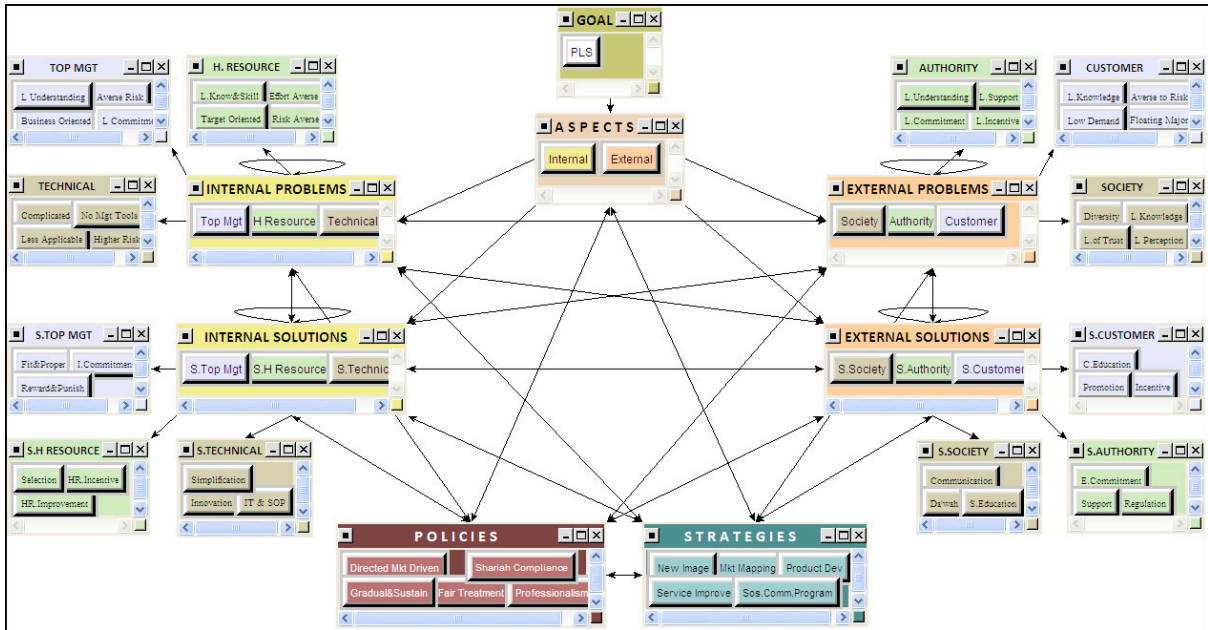 GOAL
PLS
TOP MGT
L Understanding Averse Risk
Business Oriented L Commitme
H. RESOURCE
L.Know&Skill Effort Averse
Target Oriented Risk Averse
AUTHORITY
L.Understanding L.Support
L.Commitment L.Incentive
CUSTOMER
L.Knowledge Averse to Risk
Low Demand Floating Major
ASPECTS
Internal External
TECHNICAL
Complicated No Mgt Tools
Less Applicable Higher Risk
INTERNAL PROBLEMS
Top Mgt H Resource Technical
EXTERNAL PROBLEMS
Society Authority Customer
SOCIETY
Diversity L Knowledge
L.of Trust L Perception
S.TOP MGT
Fit&Proper I.Commitmen
Reward&Punish
INTERNAL SOLUTIONS
S.Top Mgt S.H Resource S.Technic
EXTERNAL SOLUTIONS
S.Society S.Authority S.Customer
S.CUSTOMER
C.Education
Promotion Incentive
S.H RESOURCE
Selection HR.Incentive
HR.Improvement
S.TECHNICAL
Simplification
Innovation IT & SOP
S.SOCIETY
Communication
Da'wah S.Education
S.AUTHORITY
E.Commitment
Support Regulation
POLICIES
Directed Mkt Driven Shariah Compliance
Gradual&Sustain Fair Treatment Professionalism
STRATEGIES
New Image Mkt Mapping Product Dev
Service Improve Sos.Comm.Program